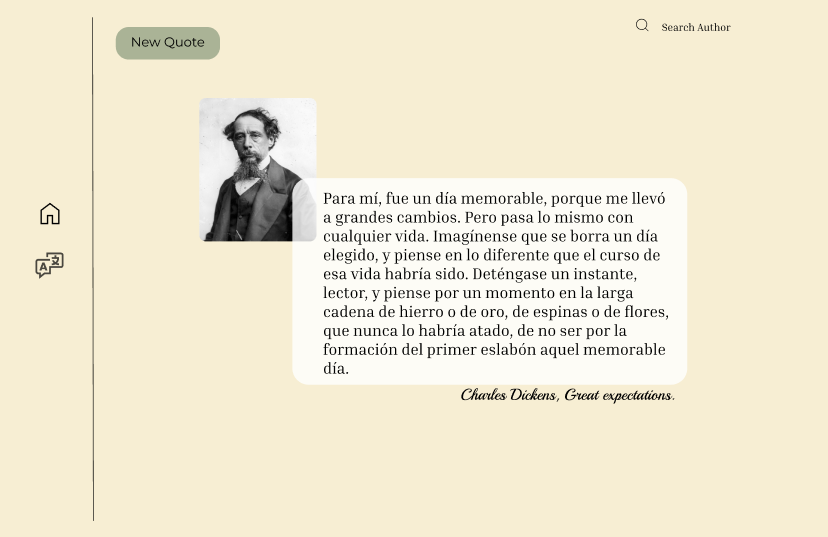 New Quote
Search Author
Para mí, fue un día memorable, porque me llevó
a grandes cambios. Pero pasa lo mismo con
cualquier vida. Imagínense que se borra un día
elegido, y piense en lo diferente que el curso de
esa vida habría sido. Deténgase un instante,
lector, y piense por un momento en la larga
cadena de hierro o de oro, de espinas o de flores,
que nunca lo habría atado, de no ser por la
formación del primer eslabón aquel memorable
día.
Charles Dickens, Great expectations.
A 文